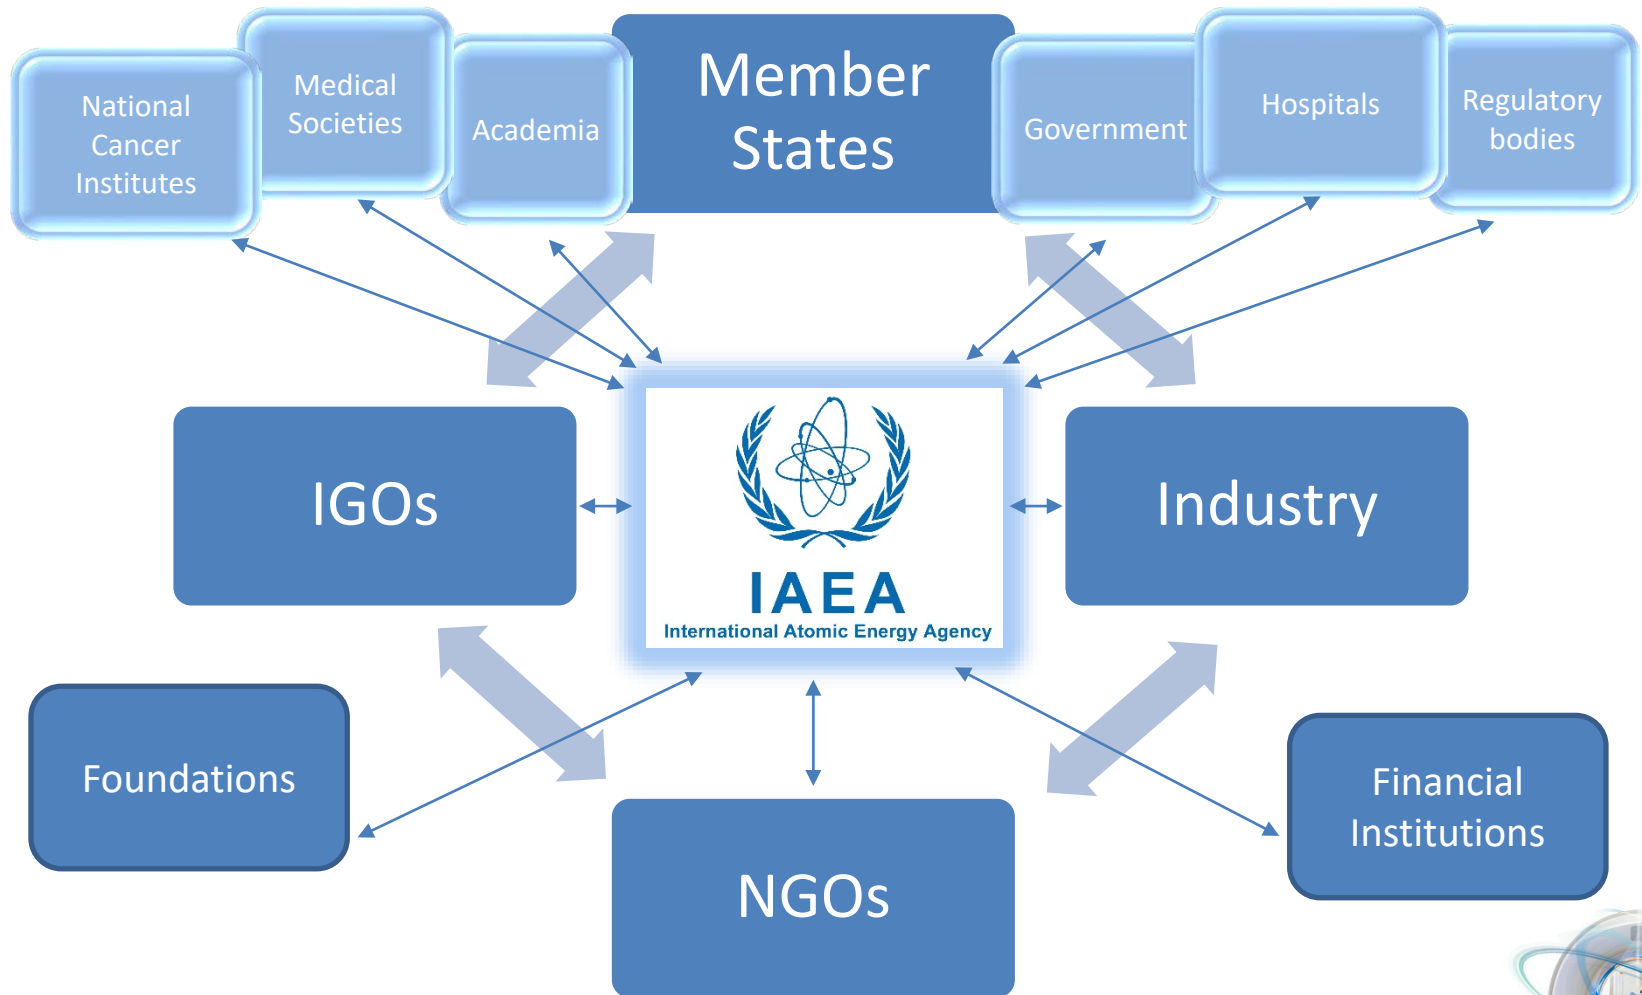 National
Cancer
Institutes
Medical
Societies
Academia
Member
States
Government
Hospitals
Regulatory
bodies
IGOs
IAEA
International Atomic Energy Agency
Industry
Foundations
NGOs
Financial
Institutions